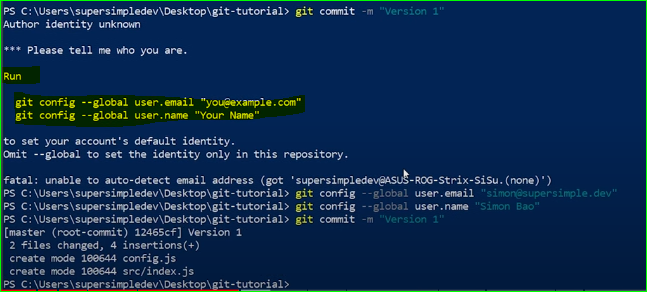 PS C:\Users\supersimpledev\Desktop\git-tutorial> git commit -m "Version 1"
Author identity unknown
*** Please tell me who you are.
Run
git config --global user.email "you@example.com"
git config --global user.name "Your Name"
to set your account's default identity.
Omit --global to set the identity only in this repository.
fatal: unable to auto-detect email address (got 'supersimpledev@ASUS-ROG-Strix-SiSu.(none)')
PS C:\Users\supersimpledev\Desktop\git-tutorial> git config --global user.email "simon@supersimple.dev"
PS C:\Users\supersimpledev\Desktop\git-tutorial> git config --global user.name "Simon Bao"
PS C:\Users\supersimpledev\Desktop\git-tutorial> git commit -m "Version 1"
[master (root-commit) 12465cf] Version 1
2 files changed, 4 insertions(+)
create mode 100644 config.js
create mode 100644 src/index.js
PS C:\Users\supersimpledev\Desktop\git-tutorial>